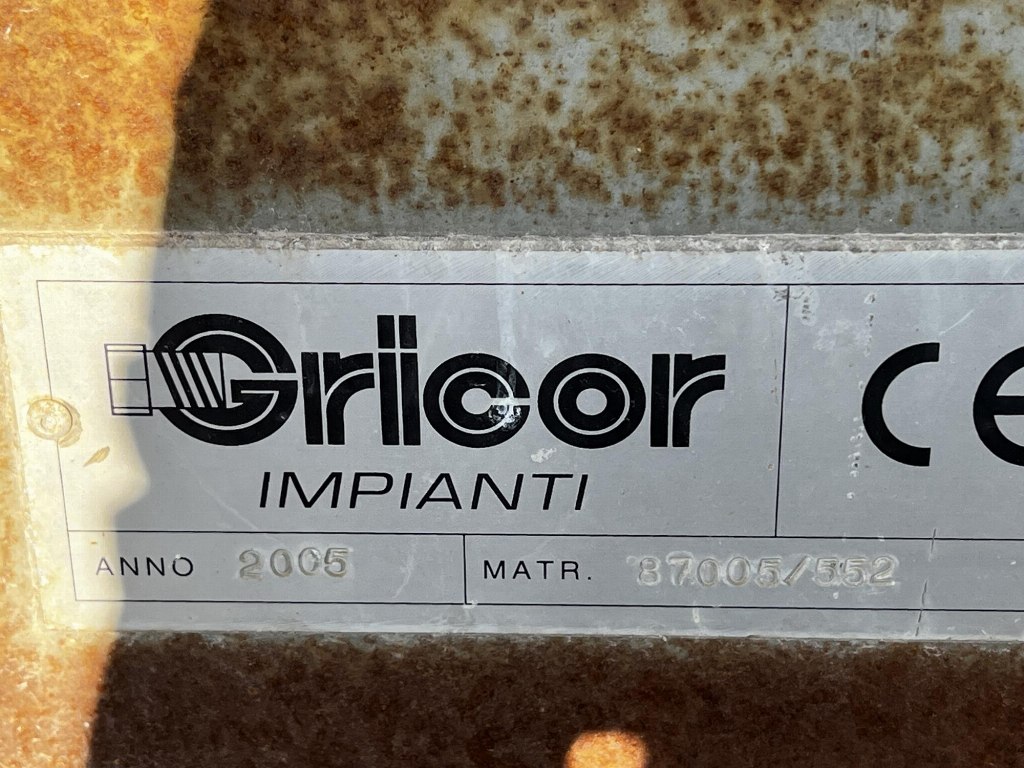 Gricor
IMPIANTI
CE
ANNO 2005
MATR. 87005/552